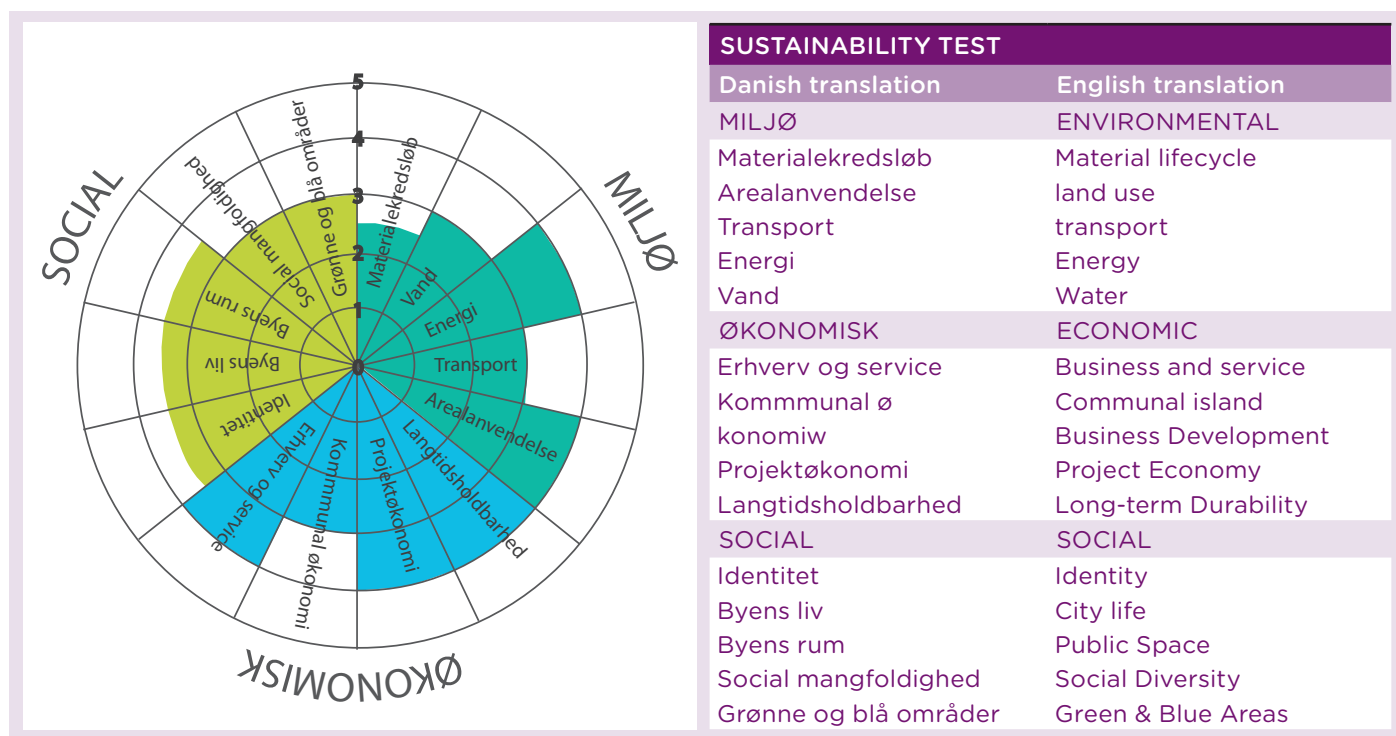 5
4
3
2
1
0
SOCIAL
MILJØ
ØKONOMISK
Grønne og blå områder
Materialekredsløb
Vand
Energi
Transport
Arealanvendelse
Langtidsholdbarhed
Projektøkonomi
Kommmunal økonomi
Erhverv og service
Identitet
Byens liv
Byens rum
Social mangfoldighed
SUSTAINABILITY TEST
Danish translation English translation
MILJØ ENVIRONMENTAL
Materialekredsløb Material lifecycle
Arealanvendelse land use
Transport transport
Energi Energy
Vand Water
ØKONOMISK ECONOMIC
Erhverv og service Business and service
Kommmunal ø Communal island
konomiw Business Development
Projektøkonomi Project Economy
Langtidsholdbarhed Long-term Durability
SOCIAL SOCIAL
Identitet Identity
Byens liv City life
Byens rum Public Space
Social mangfoldighed Social Diversity
Grønne og blå områder Green & Blue Areas